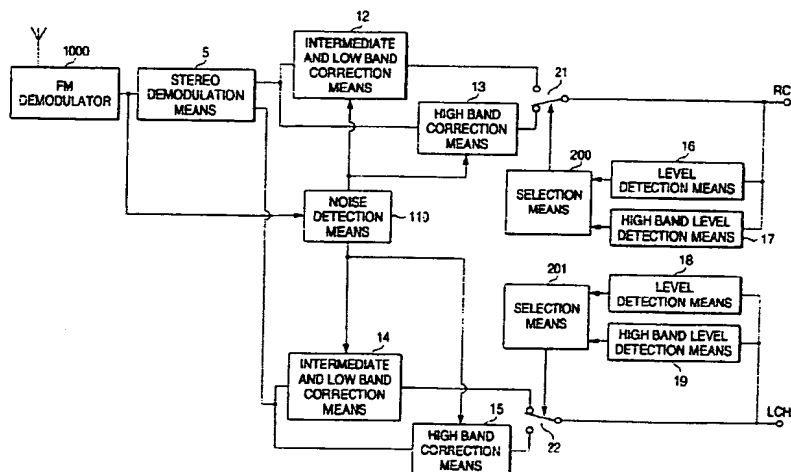 1000
FM
DEMODULATOR
5
STEREO
DEMODULATION
MEANS
12
INTERMEDIATE
AND LOW BAND
CORRECTION
MEANS
13
HIGH BAND
CORRECTION
MEANS
21
RC
NOISE
DETECTION
MEANS
110
200
SELECTION
MEANS
16
LEVEL
DETECTION MEANS
HIGH BAND LEVEL
DETECTION MEANS
17
201
SELECTION
MEANS
18
LEVEL
DETECTION MEANS
HIGH BAND LEVEL
DETECTION MEANS
19
14
INTERMEDIATE
AND LOW BAND
CORRECTION
MEANS
15
HIGH BAND
CORRECTION
MEANS
22
LCH